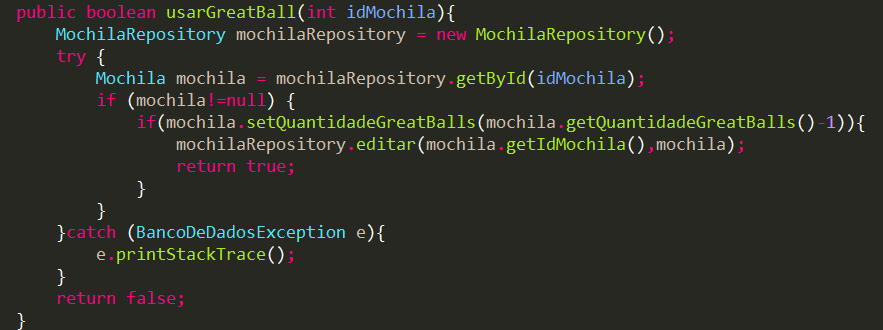 public boolean usarGreatBall(int idMochila){
    MochilaRepository mochilaRepository = new MochilaRepository();
    try {
        Mochila mochila = mochilaRepository.getById(idMochila);
        if (mochila!=null) {
            if(mochila.setQuantidadeGreatBalls(mochila.getQuantidadeGreatBalls()-1)){
                mochilaRepository.editar(mochila.getIdMochila(),mochila);
                return true;
            }
        }
    }catch (BancoDeDadosException e){
        e.printStackTrace();
    }
    return false;
}